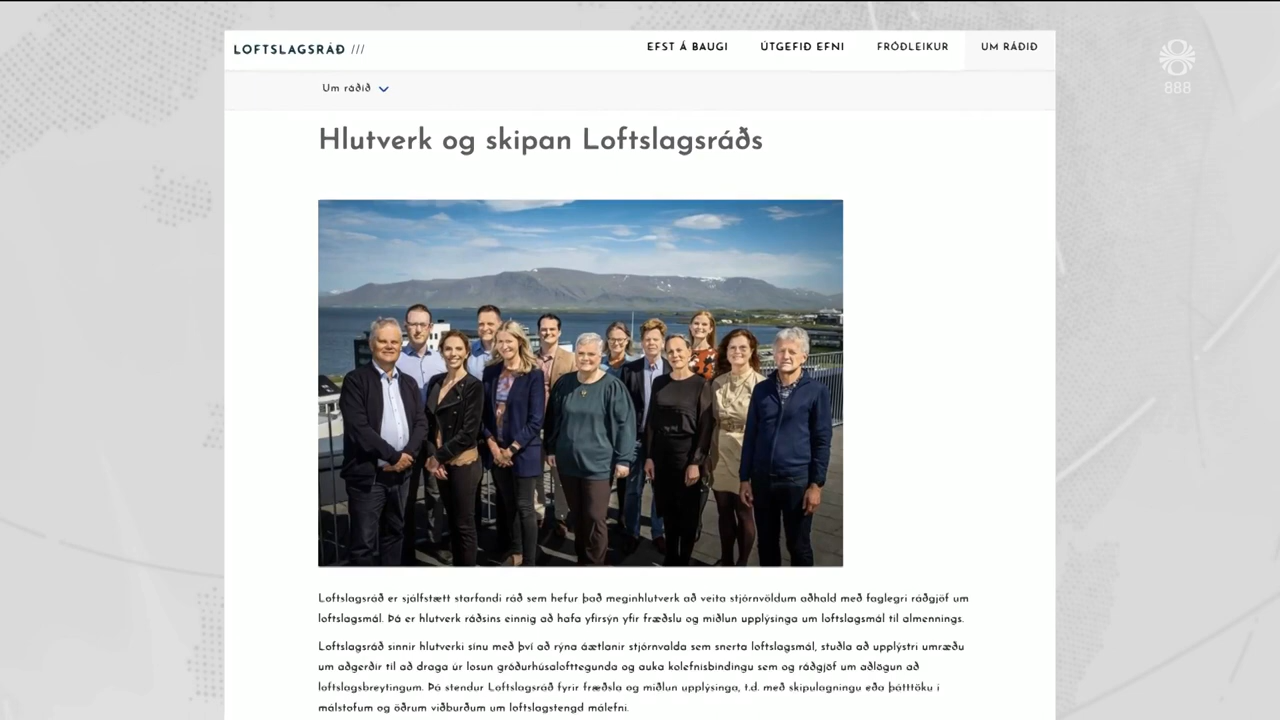 LOFTSLAGSRÁÐ ///
EFST Á BAUGI
ÚTGEFIÐ EFNI
FRÓÐLEIKUR
UM RÁÐIÐ
888
Um ráðið
Hlutverk og skipan Loftslagsráðs
Loftslagsráð er sjálfstætt starfandi ráð sem hefur það meginhlutverk að veita stjórnvöldum aðhald með faglegri ráðgjöf um
loftslagsmál. Þá er hlutverk ráðsins einnig að hafa yfirsýn yfir fræðslu og miðlun upplýsinga um loftslagsmál til almennings.
Loftslagsráð sinnir hlutverki sínu með því að rýna áætlanir stjórnvalda sem snerta loftslagsmál, stuðla að upplýstri umræðu
um aðgerðir til að draga úr losun gróðurhúsalofttegunda og auka kolefnisbindingu sem og ráðgjöf um aðlögun að
loftslagsbreytingum. Þá stendur Loftslagsráð fyrir fræðslu og miðlun upplýsinga, t.d. með skipulagningu eða þátttöku í
málstofum og öðrum viðburðum um loftslagstengd málefni.